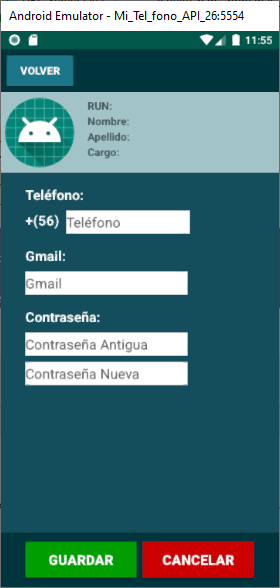 Android Emulator - Mi_Tel_fono_API_26:5554
11:55
VOLVER
RUN:
Nombre:
Apellido:
Cargo:
Teléfono:
+(56) Teléfono
Gmail:
Gmail
Contraseña:
Contraseña Antigua
Contraseña Nueva
GUARDAR CANCELAR